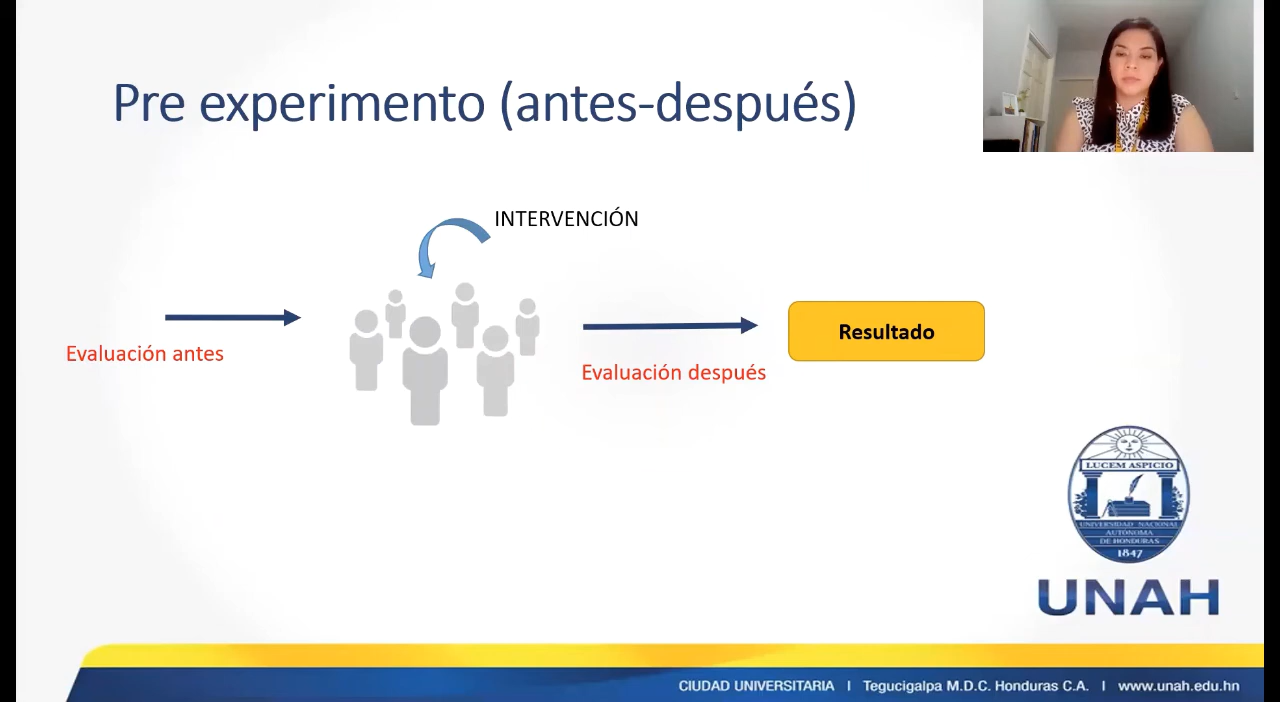 Pre experimento (antes-después)
INTERVENCIÓN
Evaluación antes
Evaluación después
Resultado
LUCEM ASPICIO
UNIVERSIDAD NACIONAL
AUTÓNOMA
DE HONDURAS
1847
UNAH
CIUDAD UNIVERSITARIA I Tegucigalpa M.D.C. Honduras C.A. I www.unah.edu.hn